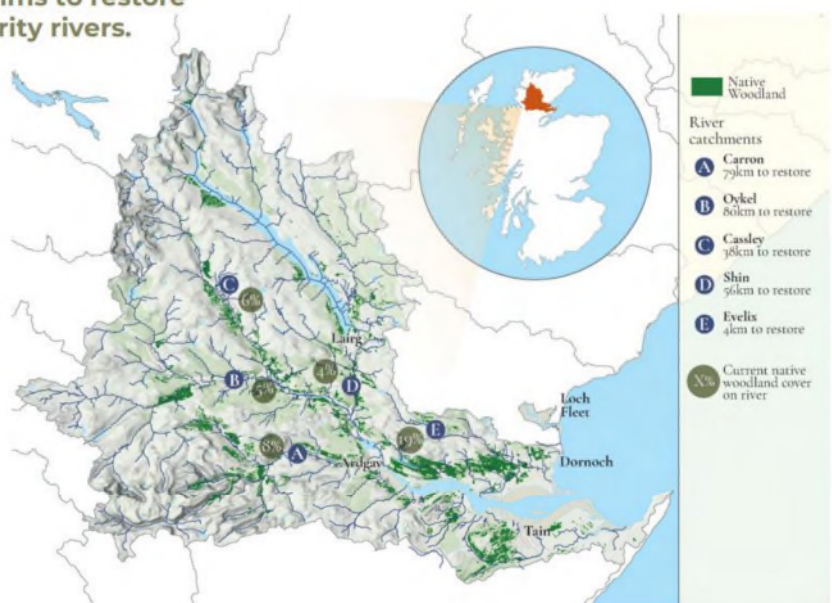 ims to restore
rity rivers.
Native
Woodland
River
catchments
A Carron
79km to restore
B Oykel
80km to restore
C Cassley
38km to restore
D Shin
56km to restore
E Evelix
4km to restore
X% Current native
woodland cover
on river
C
6%
Lairg
4%
B
5%
D
Loch
Fleet
E
19%
8%
A
Ardgay
Dornoch
Tain